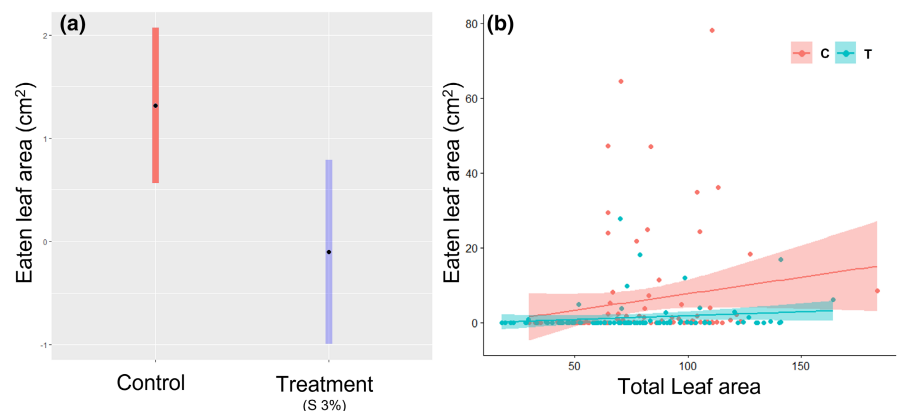 (a)
Eaten leaf area (cm²)
2
1
0
-1
Control
Treatment
(S 3%)
(b)
Eaten leaf area (cm²)
80
60
40
20
0
C T
50 100 150
Total Leaf area